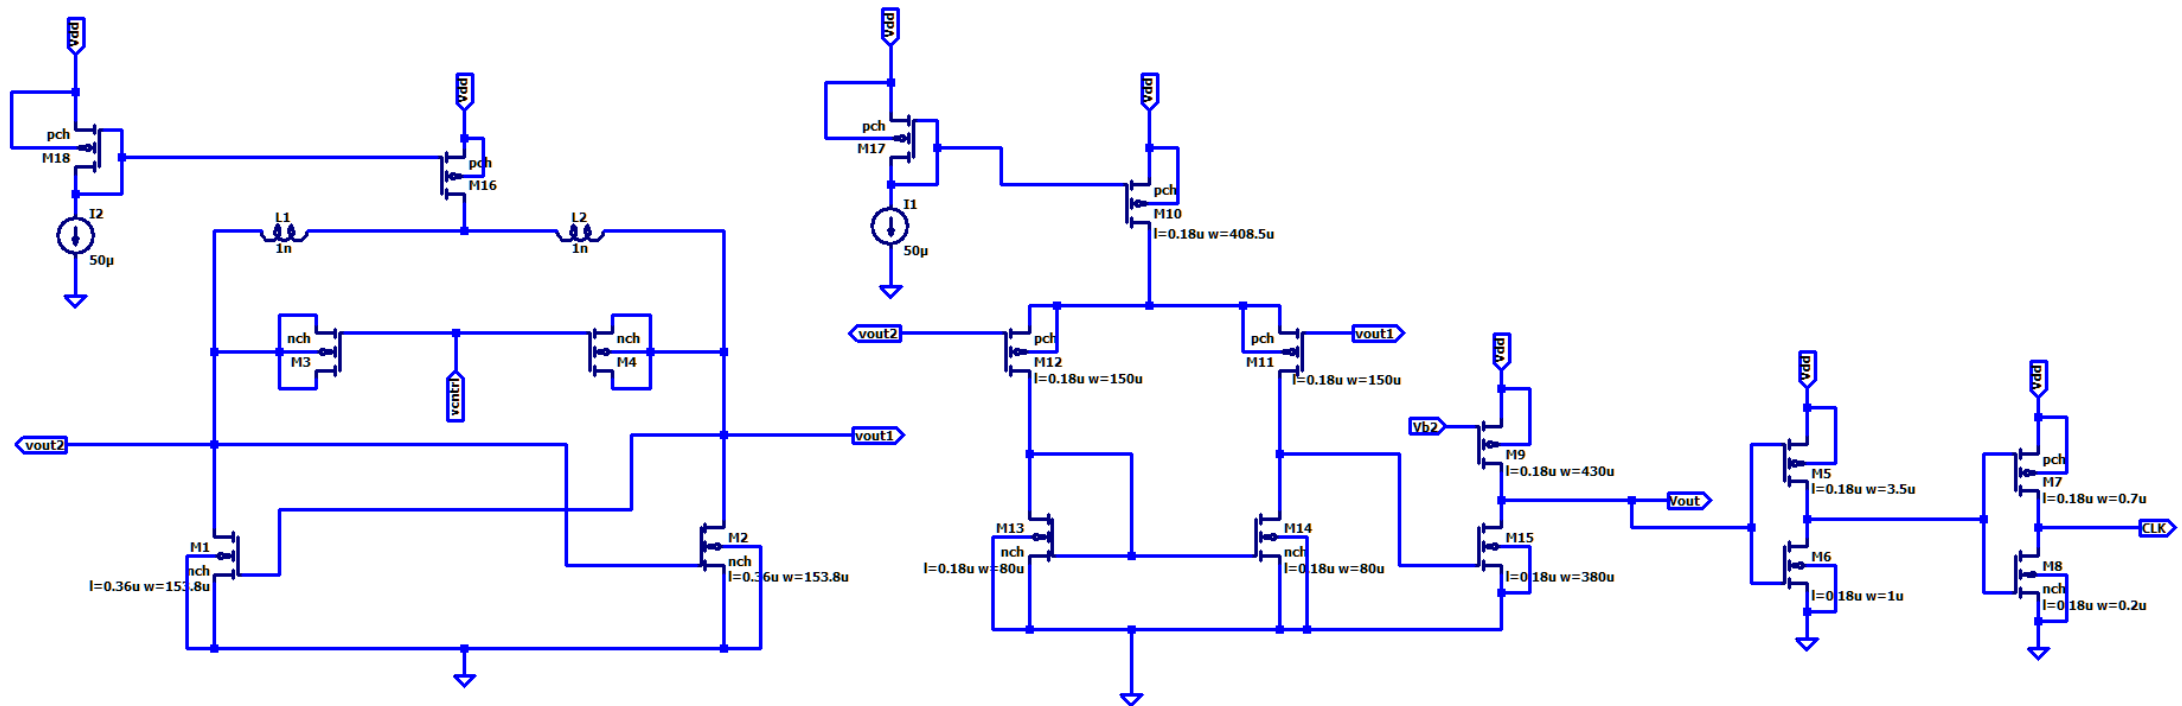 Vdd
pch
M18
I2
50µ
Vdd
pch
M16
L1
1n
L2
1n
nch
M3
nch
M4
vcntrl
vout2
vout1
M1
nch
l=0.36u w=153.8u
M2
nch
l=0.36u w=153.8u
Vdd
pch
M17
I1
50µ
Vdd
pch
M10
l=0.18u w=408.5u
vout2
pch
M12
l=0.18u w=150u
pch
M11
l=0.18u w=150u
vout1
M13
nch
l=0.18u w=80u
M14
nch
l=0.18u w=80u
Vdd
Vb2
M9
l=0.18u w=430u
Vout
M15
l=0.18u w=380u
Vdd
M5
l=0.18u w=3.5u
M6
l=0.18u w=1u
Vdd
pch
M7
l=0.18u w=0.7u
CLK
M8
nch
l=0.18u w=0.2u